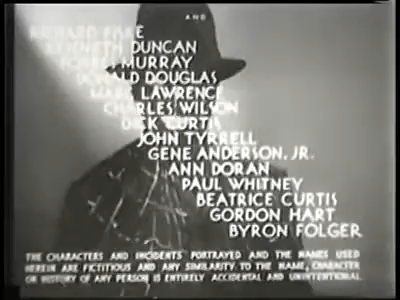 AND
RICHARD FISKE
KENNETH DUNCAN
FORBES MURRAY
DONALD DOUGLAS
MARC LAWRENCE
CHARLES WILSON
DICK CURTIS
JOHN TYRRELL
GENE ANDERSON, JR.
ANN DORAN
PAUL WHITNEY
BEATRICE CURTIS
GORDON HART
BYRON FOLGER
THE CHARACTERS AND INCIDENTS PORTRAYED AND THE NAMES USED
HEREIN ARE FICTITIOUS AND ANY SIMILARITY TO THE NAME, CHARACTER
OR HISTORY OF ANY PERSON IS ENTIRELY ACCIDENTAL AND UNINTENTIONAL.